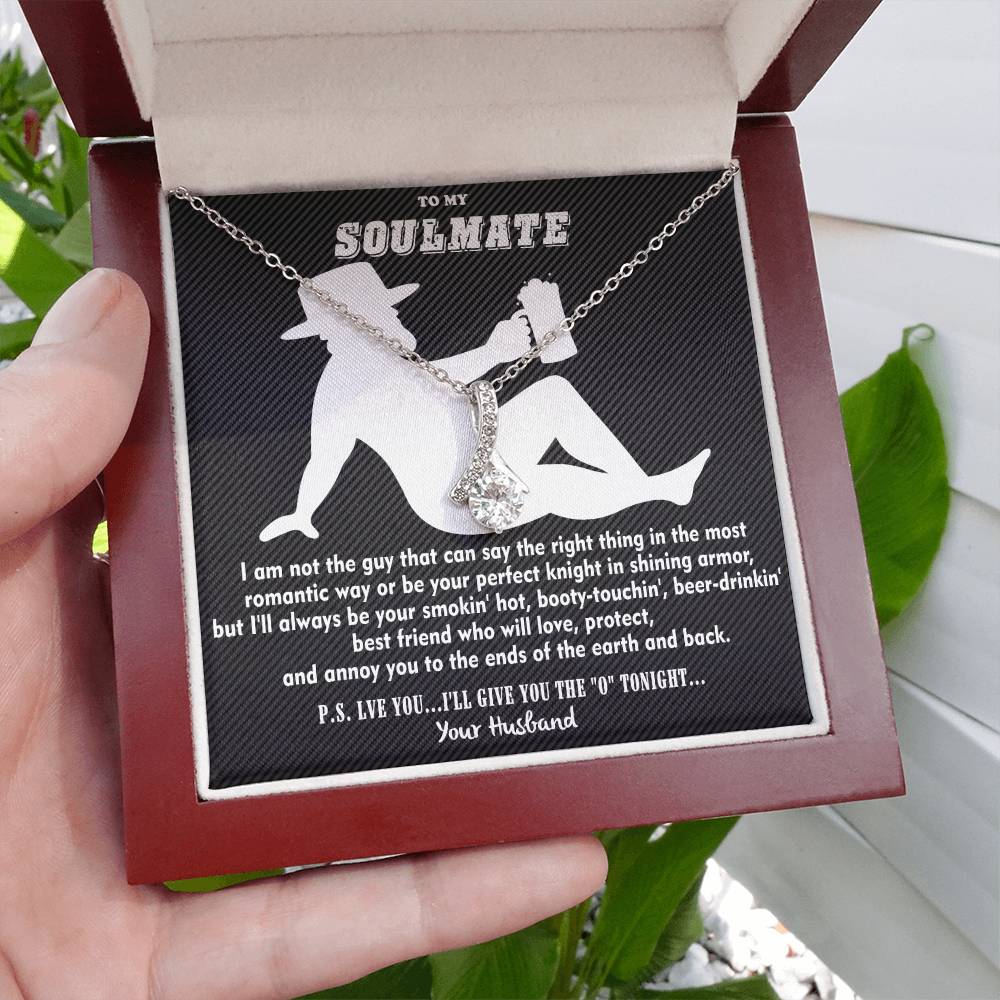 TO MY
SOULMATE
I am not the guy that can say the right thing in the most
romantic way or be your perfect knight in shining armor,
but I'll always be your smokin' hot, booty-touchin', beer-drinkin'
best friend who will love, protect,
and annoy you to the ends of the earth and back.
P.S. LVE YOU...I'LL GIVE YOU THE "O" TONIGHT...
Your Husband